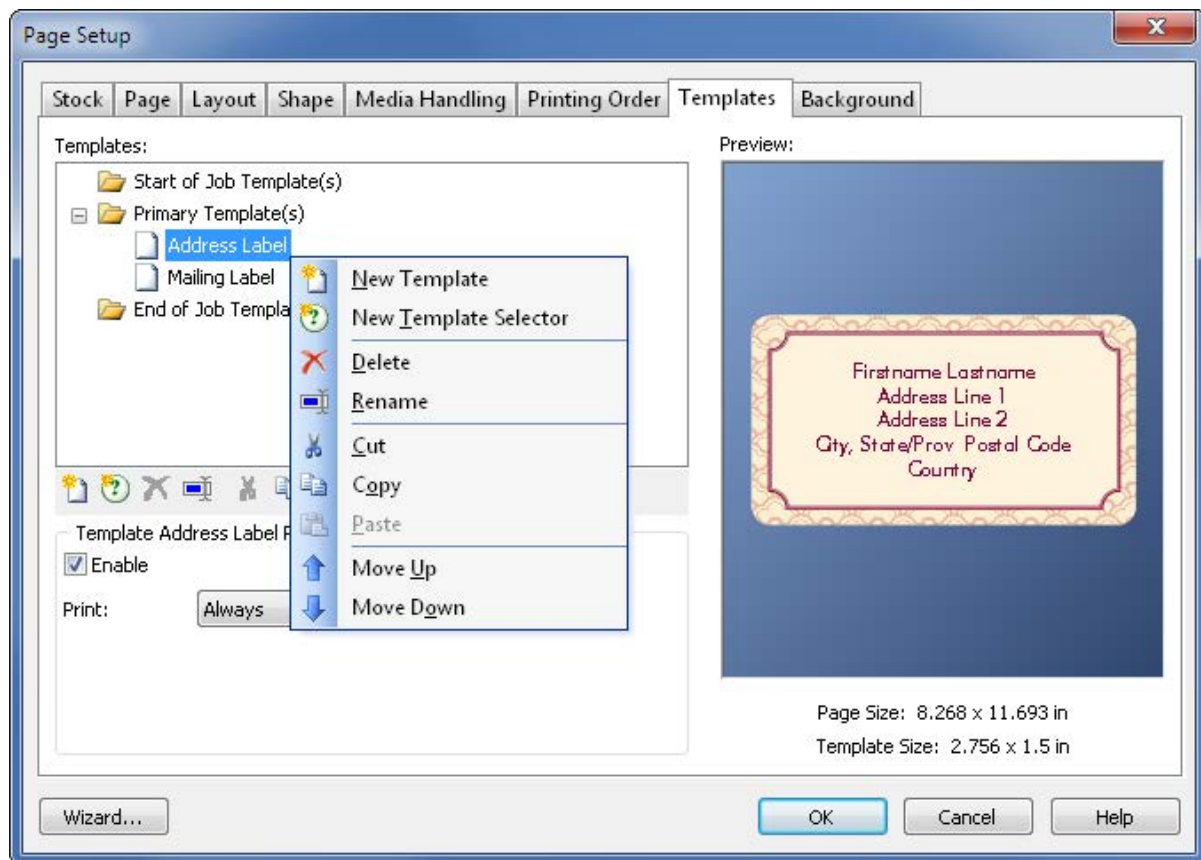 Page Setup
Stock Page Layout Shape Media Handling Printing Order Templates Background
Templates:
Start of Job Template(s)
Primary Template(s)
Address Label
Mailing Label
End of Job Templa
New Template
New Template Selector
Delete
Rename
Cut
Copy
Paste
Move Up
Move Down
Template Address Label P
Enable
Print: Always
Preview:
Firstname Lastname
Address Line 1
Address Line 2
City, State/Prov Postal Code
Country
Page Size: 8.268 x 11.693 in
Template Size: 2.756 x 1.5 in
Wizard... OK Cancel Help